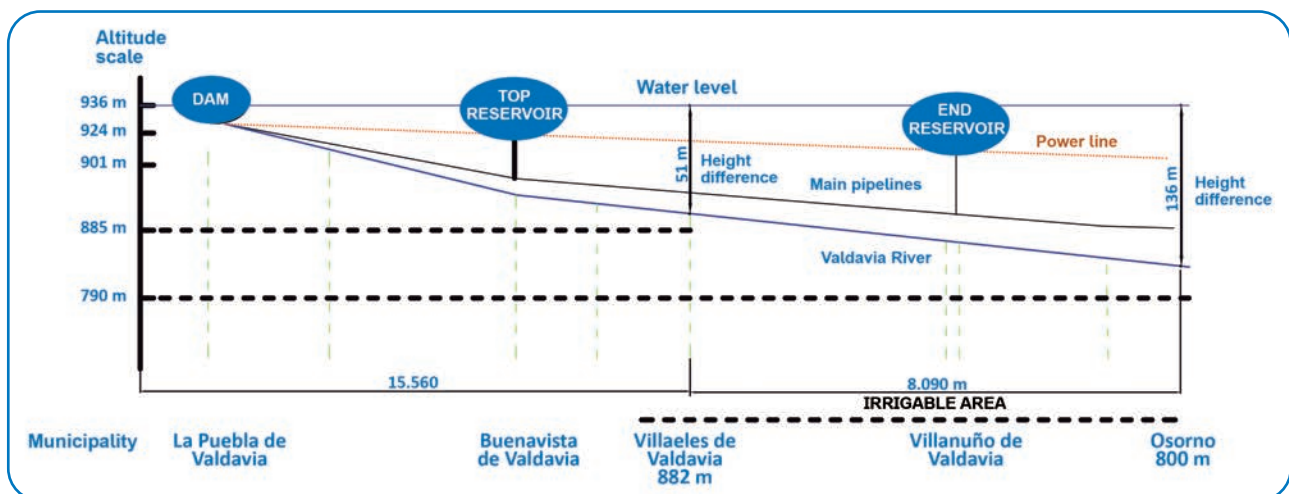 Altitude
scale
936 m
924 m
901 m
885 m
790 m
DAM
TOP
RESERVOIR
Water level
END
RESERVOIR
Power line
51 m
Height
difference
Main pipelines
136 m
Height
difference
Valdavia River
15.560
8.090 m
IRRIGABLE AREA
Municipality
La Puebla de
Valdavia
Buenavista
de Valdavia
Villaeles de
Valdavia
882 m
Villanuño de
Valdavia
Osorno
800 m